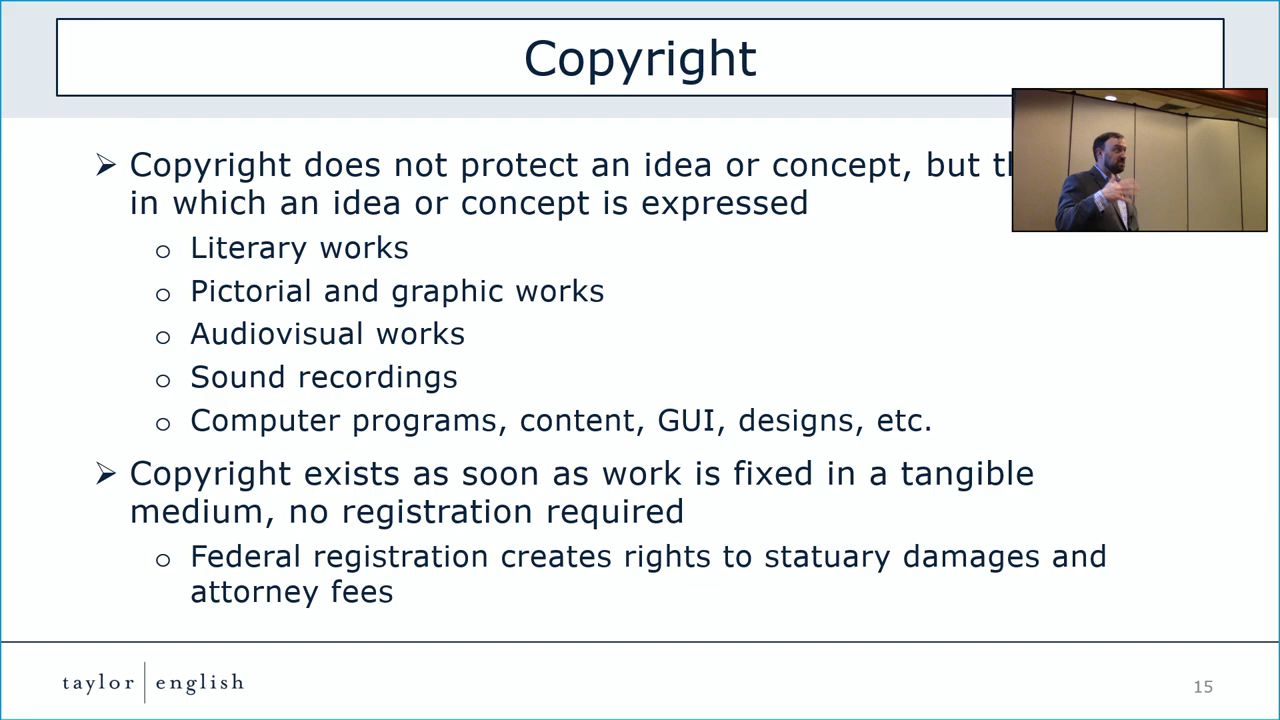 Copyright
Copyright does not protect an idea or concept, but
in which an idea or concept is expressed
Literary works
Pictorial and graphic works
Audiovisual works
Sound recordings
Computer programs, content, GUI, designs, etc.
Copyright exists as soon as work is fixed in a tangible
medium, no registration required
Federal registration creates rights to statuary damages and
attorney fees
taylor english
15